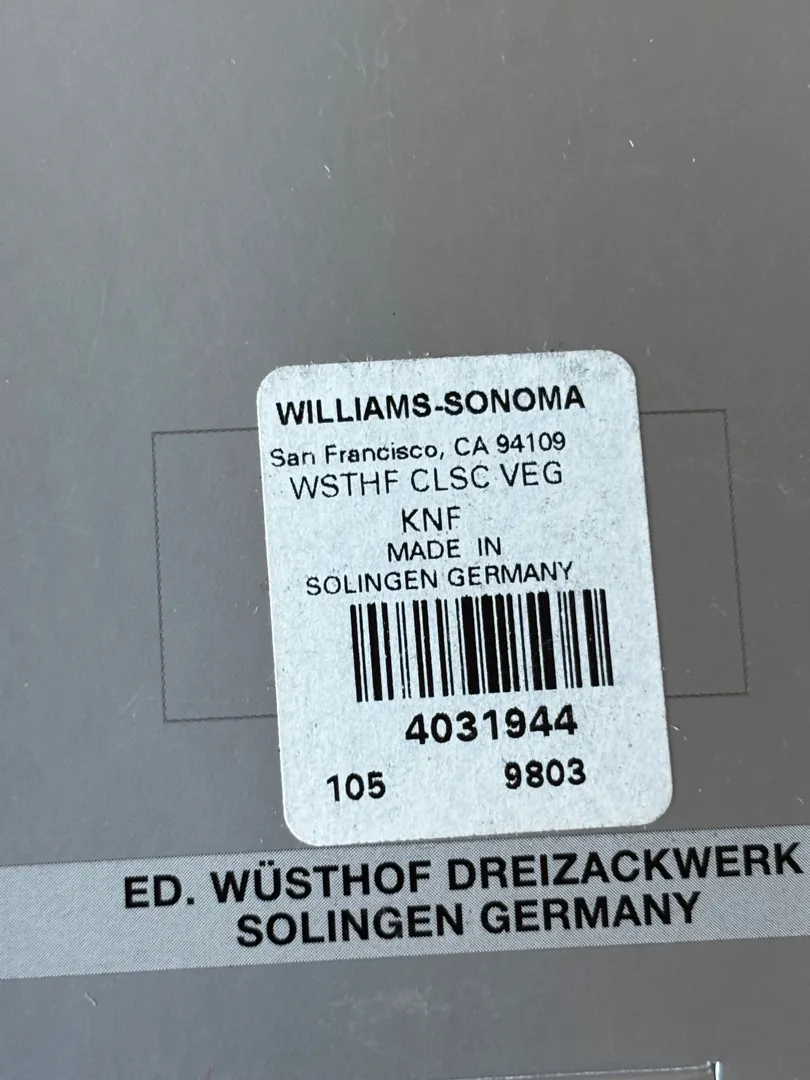 WILLIAMS-SONOMA
San Francisco, CA 94109
WSTHF CLSC VEG
KNF
MADE IN
SOLINGEN GERMANY
4031944
105 9803
ED. WÜSTHOF DREIZACKWERK
SOLINGEN GERMANY